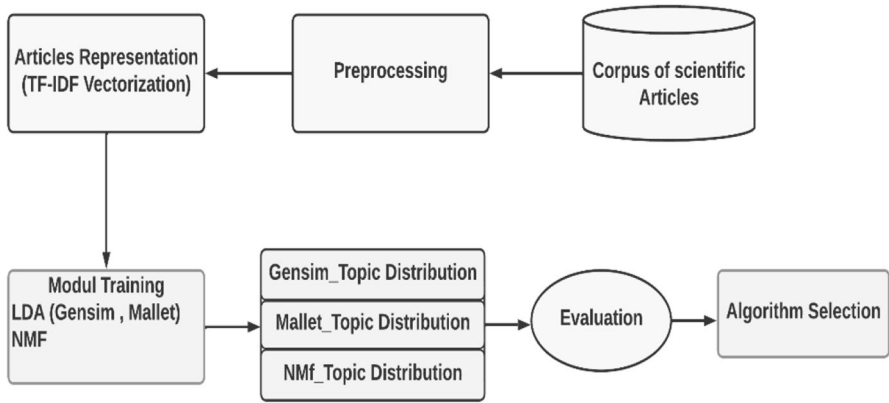 Articles Representation
(TF-IDF Vectorization)
Preprocessing
Corpus of scientific
Articles
Modul Training
LDA (Gensim , Mallet)
NMF
Gensim_Topic Distribution
Mallet_Topic Distribution
NMf_Topic Distribution
Evaluation
Algorithm Selection